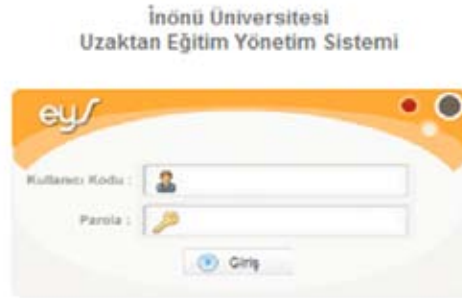 İnönü Üniversitesi
Uzaktan Eğitim Yönetim Sistemi
eys
Kullanıcı Kodu :
Parola :
Giriş